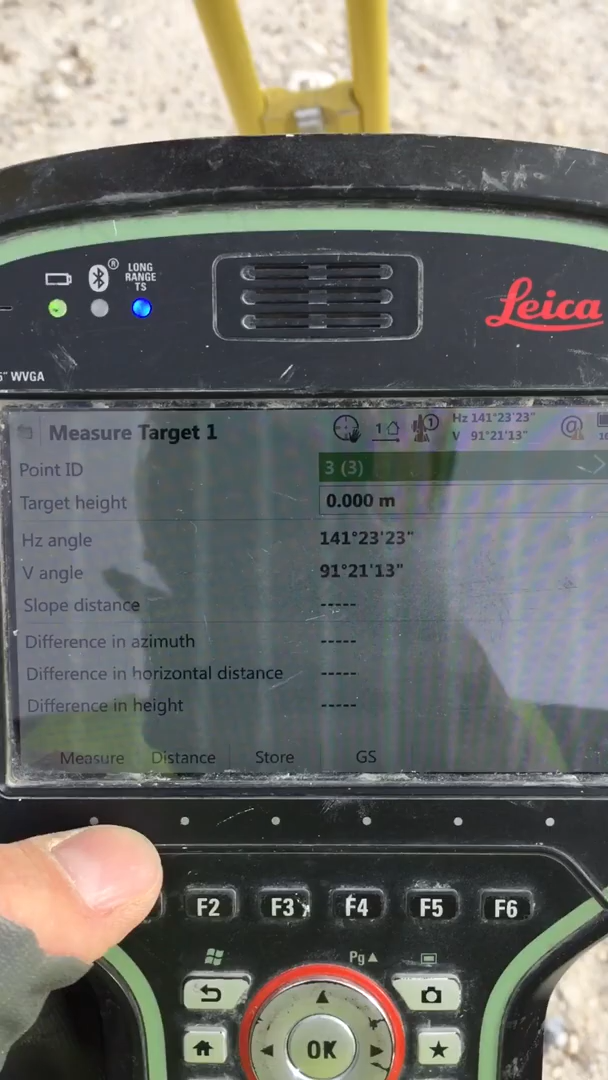 LONG
RANGE
TS
Leica
WVGA
Measure Target 1
1
1
Hz 141°23'23"
V 91°21'13"
@
Point ID 3 (3)
Target height 0.000 m
Hz angle 141°23'23"
V angle 91°21'13"
Slope distance -----
Difference in azimuth -----
Difference in horizontal distance -----
Difference in height -----
Measure Distance Store GS
F2 F3 F4 F5 F6
Pg
OK